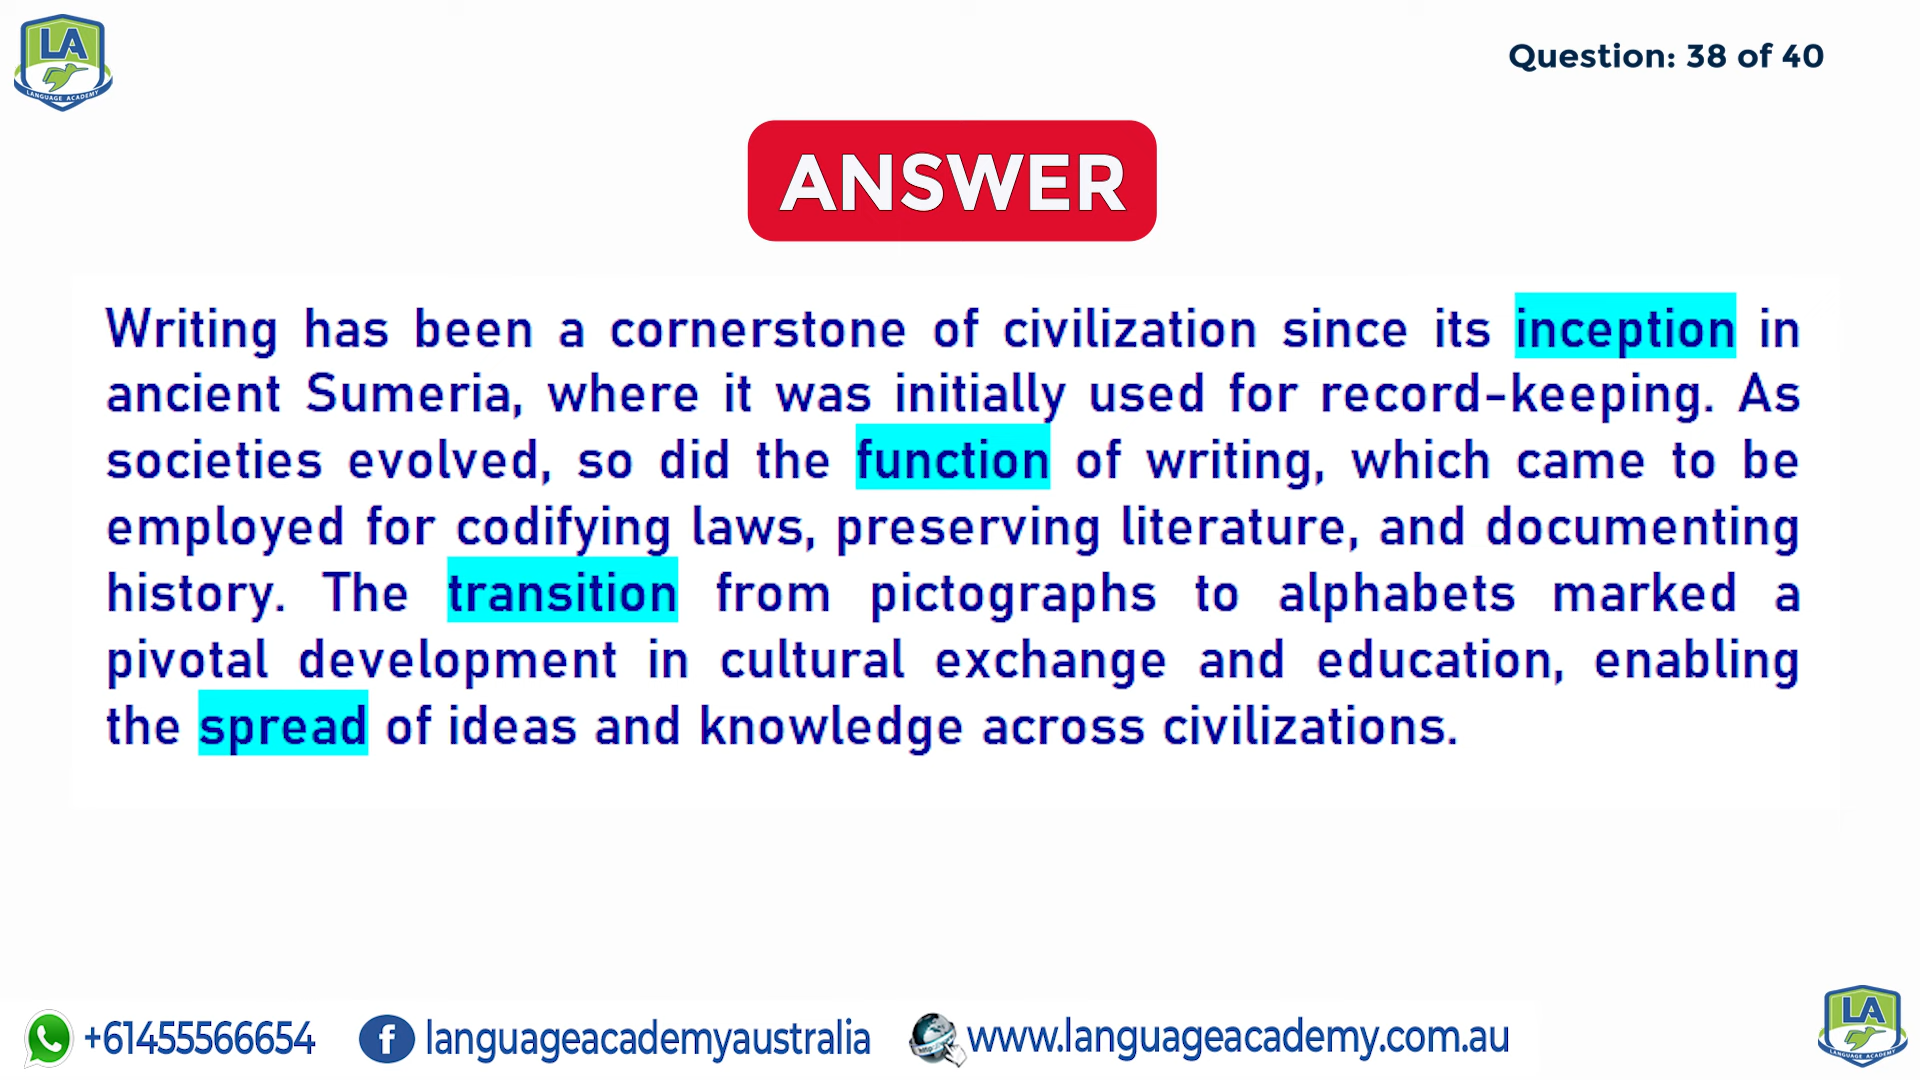 LA
LANGUAGE ACADEMY
Question: 38 of 40
ANSWER
Writing has been a cornerstone of civilization since its inception in
ancient Sumeria, where it was initially used for record-keeping. As
societies evolved, so did the function of writing, which came to be
employed for codifying laws, preserving literature, and documenting
history. The transition from pictographs to alphabets marked a
pivotal development in cultural exchange and education, enabling
the spread of ideas and knowledge across civilizations.
+61455566654
f languageacademyaustralia
http://
www.languageacademy.com.au
LA
LANGUAGE ACADEMY